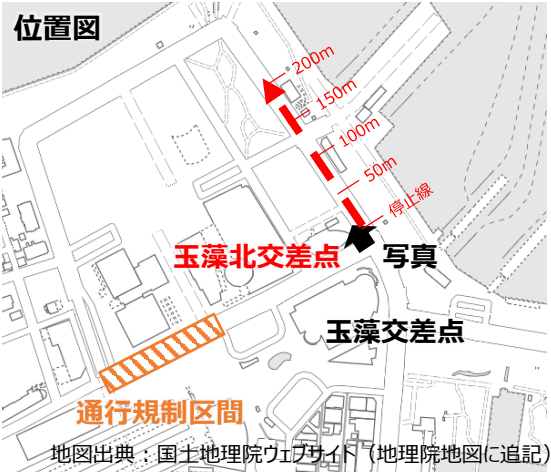 位置図
200m
150m
100m
50m
停止線
玉藻北交差点
写真
玉藻交差点
通行規制区間
地図出典：国土地理院ウェブサイト（地理院地図に追記）